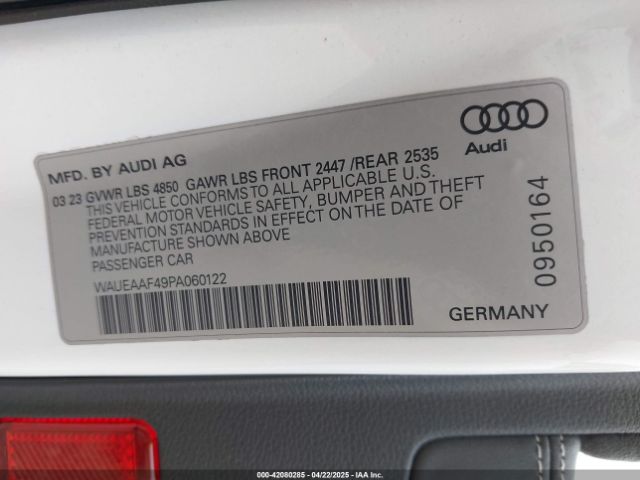 MFD. BY AUDI AG
03 23 GVWR LBS 4850 GAWR LBS FRONT 2447 /REAR 2535
THIS VEHICLE CONFORMS TO ALL APPLICABLE U.S.
FEDERAL MOTOR VEHICLE SAFETY, BUMPER AND THEFT
PREVENTION STANDARDS IN EFFECT ON THE DATE OF
MANUFACTURE SHOWN ABOVE
PASSENGER CAR
WAUEAAF49PA060122
Audi
0950164
GERMANY
000-42080285 - 04/22/2025 - IAA Inc.